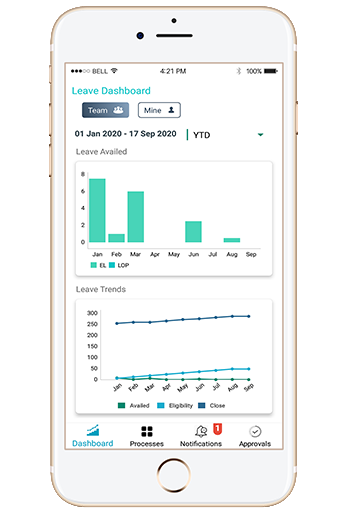 BELL 4:21 PM 100%
Leave Dashboard
Team Mine
01 Jan 2020 - 17 Sep 2020 YTD
Leave Availed
8
6
4
2
0
Jan Feb Mar Apr May Jun Jul Aug Sep
EL LOP
Leave Trends
300
250
200
150
100
50
0
Jan Feb Mar Apr May Jun Jul Aug Sep
Availed Eligibility Close
1
Dashboard Processes Notifications Approvals